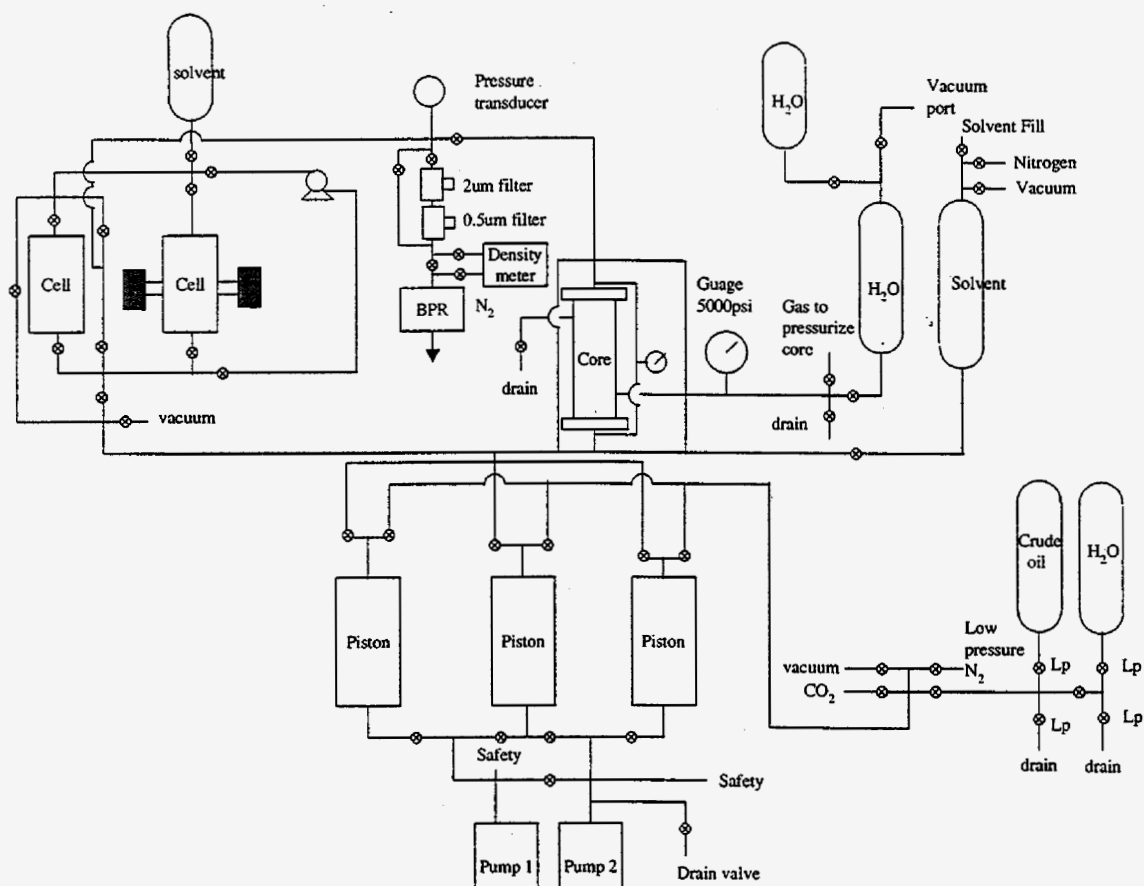 solvent
Pressure
transducer
H₂O
Vacuum
port
Solvent Fill
Nitrogen
Vacuum
2um filter
0.5um filter
Density
meter
Cell
Cell
BPR
N₂
Guage
5000psi
Gas to
pressurize
core
H₂O
Solvent
Core
drain
drain
vacuum
Crude
oil
H₂O
Piston
Piston
Piston
Low
pressure
N₂
Lp
Lp
vacuum
CO₂
Lp
Lp
drain
drain
Safety
Safety
Pump 1
Pump 2
Drain valve